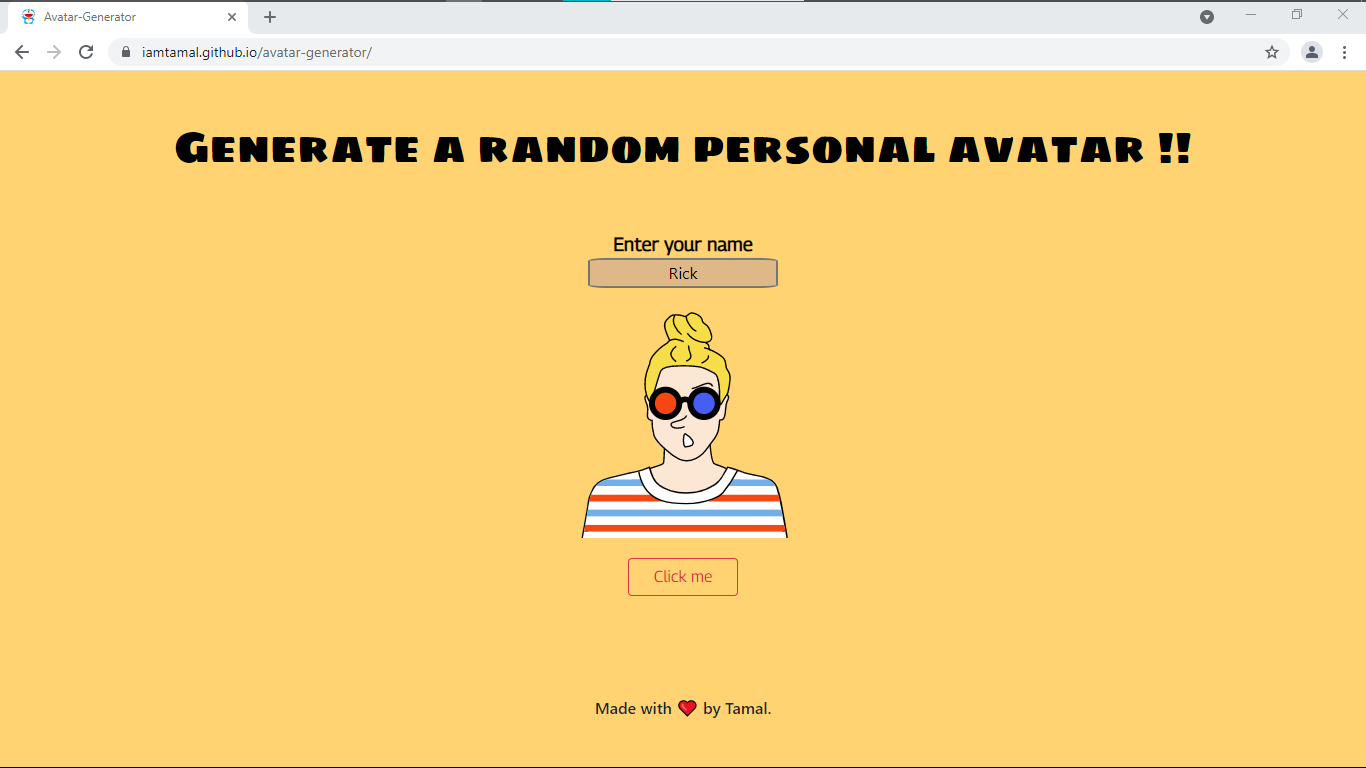 Avatar-Generator
iamtamal.github.io/avatar-generator/
Generate a random personal avatar !!
Enter your name
Rick
Click me
Made with ❤️ by Tamal.